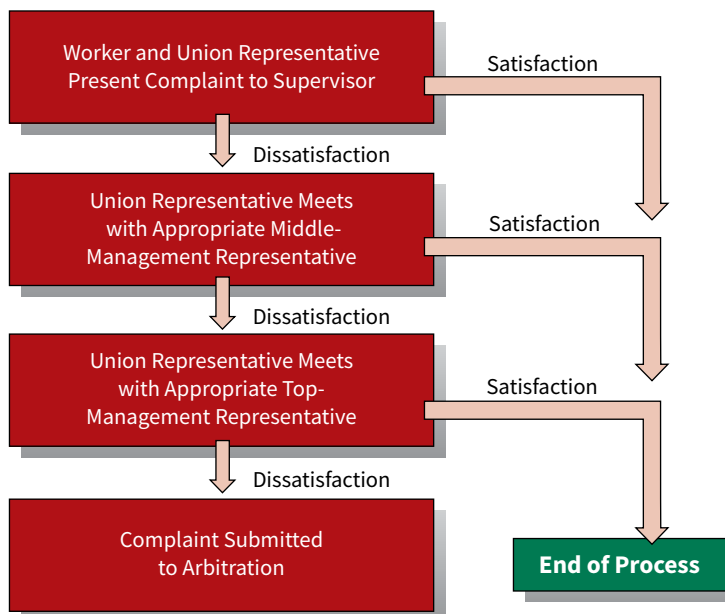 Worker and Union Representative
Present Complaint to Supervisor
Satisfaction
Dissatisfaction
Union Representative Meets
with Appropriate Middle-
Management Representative
Satisfaction
Dissatisfaction
Union Representative Meets
with Appropriate Top-
Management Representative
Satisfaction
Dissatisfaction
Complaint Submitted
to Arbitration
End of Process